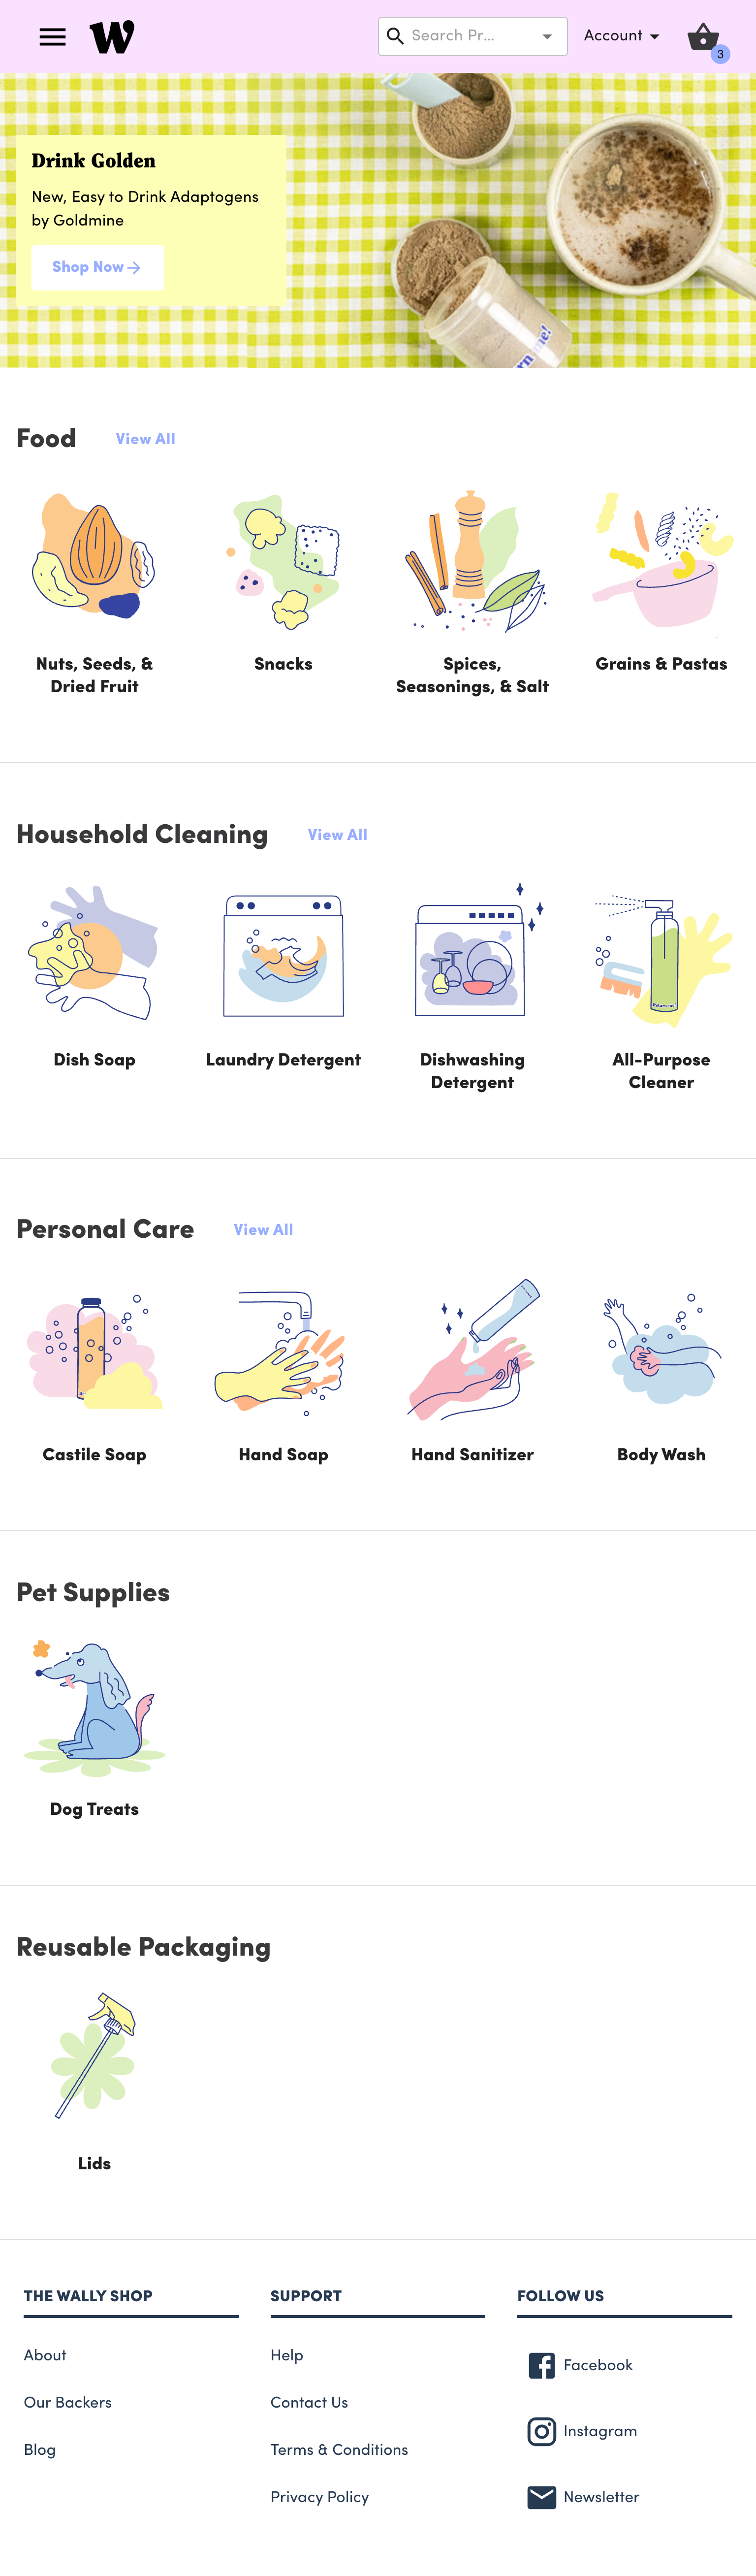 W
Search Pr...
Account
3
Drink Golden
New, Easy to Drink Adaptogens
by Goldmine
Shop Now
me!
Food
View All
Nuts, Seeds, &
Dried Fruit
Snacks
Spices,
Seasonings, & Salt
Grains & Pastas
Household Cleaning
View All
Dish Soap
Laundry Detergent
Dishwashing
Detergent
All-Purpose
Cleaner
Personal Care
View All
Castile Soap
Hand Soap
Hand Sanitizer
Body Wash
Pet Supplies
Dog Treats
Reusable Packaging
Lids
THE WALLY SHOP
About
Our Backers
Blog
SUPPORT
Help
Contact Us
Terms & Conditions
Privacy Policy
FOLLOW US
Facebook
Instagram
Newsletter